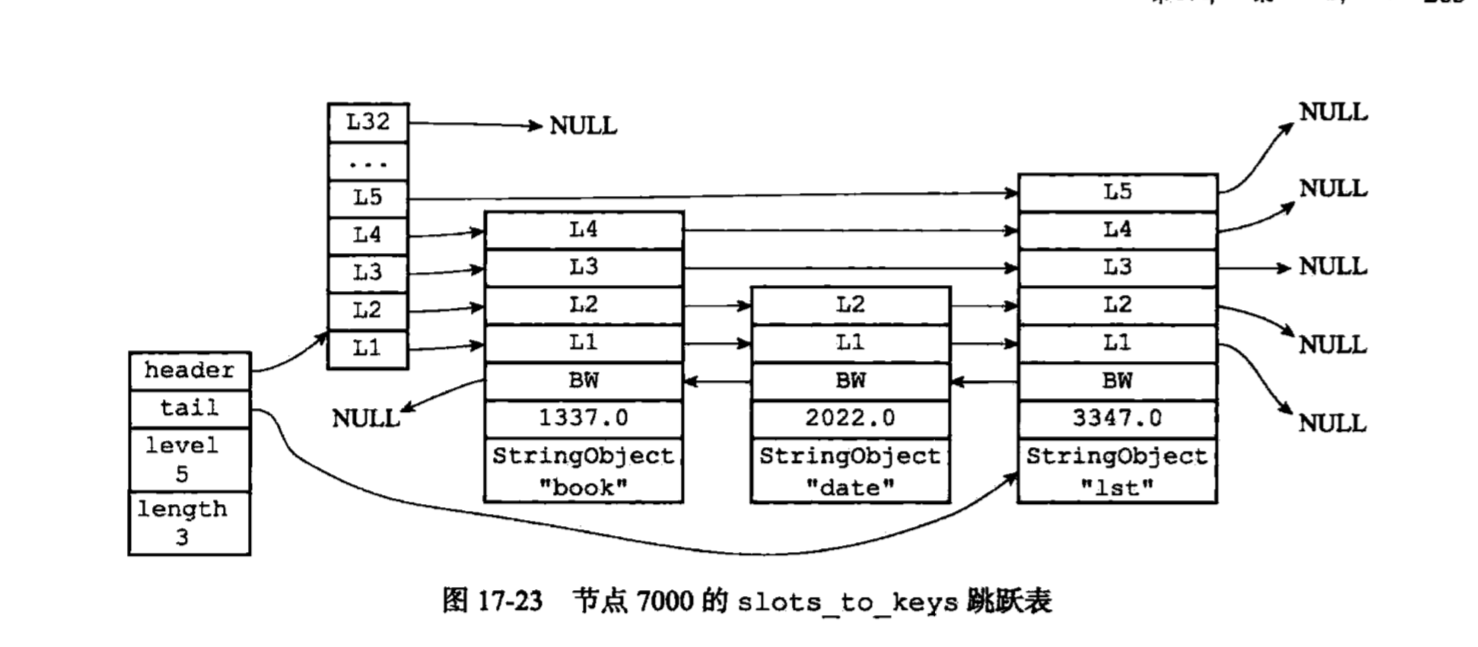 L32 NULL NULL
...
L5 L5
L4 L4 L4 NULL
L3 L3 L3 NULL
L2 L2 L2 L2
L1 L1 L1 L1 NULL
header BW BW BW
tail NULL 1337.0 2022.0 3347.0 NULL
level StringObject StringObject StringObject
5 "book" "date" "lst"
length
3
图 17-23 节点 7000 的 slots_to_keys 跳跃表